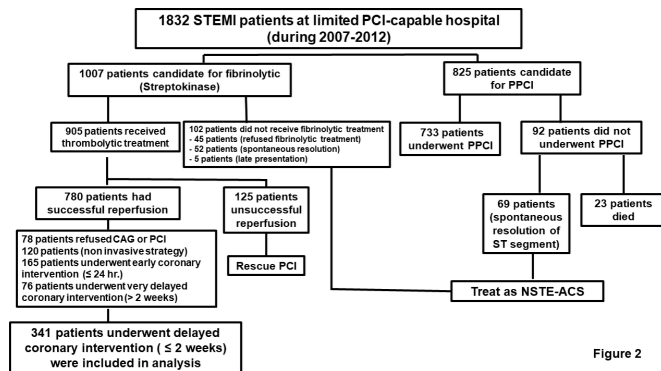 1832 STEMI patients at limited PCI-capable hospital
(during 2007-2012)
1007 patients candidate for fibrinolytic
(Streptokinase)
825 patients candidate
for PPCI
905 patients received
thrombolytic treatment
102 patients did not receive fibrinolytic treatment
- 45 patients (refused fibrinolytic treatment)
- 52 patients (spontaneous resolution)
- 5 patients (late presentation)
733 patients
underwent PPCI
92 patients did not
underwent PPCI
780 patients had
successful reperfusion
125 patients
unsuccessful
reperfusion
69 patients
(spontaneous
resolution of
ST segment)
23 patients
died
78 patients refused CAG or PCI
120 patients (non invasive strategy)
165 patients underwent early coronary
intervention (≤ 24 hr.)
76 patients underwent very delayed
coronary intervention (> 2 weeks)
Rescue PCI
Treat as NSTE-ACS
341 patients underwent delayed
coronary intervention ( ≤ 2 weeks)
were included in analysis
Figure 2